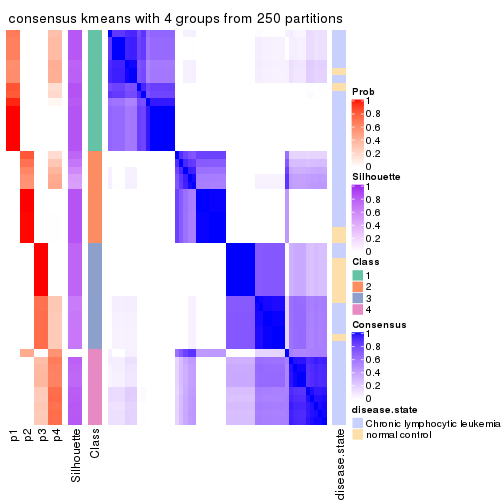 consensus kmeans with 4 groups from 250 partitions
Prob
1
0.8
0.6
0.4
0.2
0
Silhouette
1
0.8
0.6
0.4
0.2
0
Class
1
2
3
4
Consensus
1
0.8
0.6
0.4
0.2
0
disease.state
Chronic lymphocytic leukemia
normal control
p1
p2
p3
p4
Silhouette
Class
disease.state